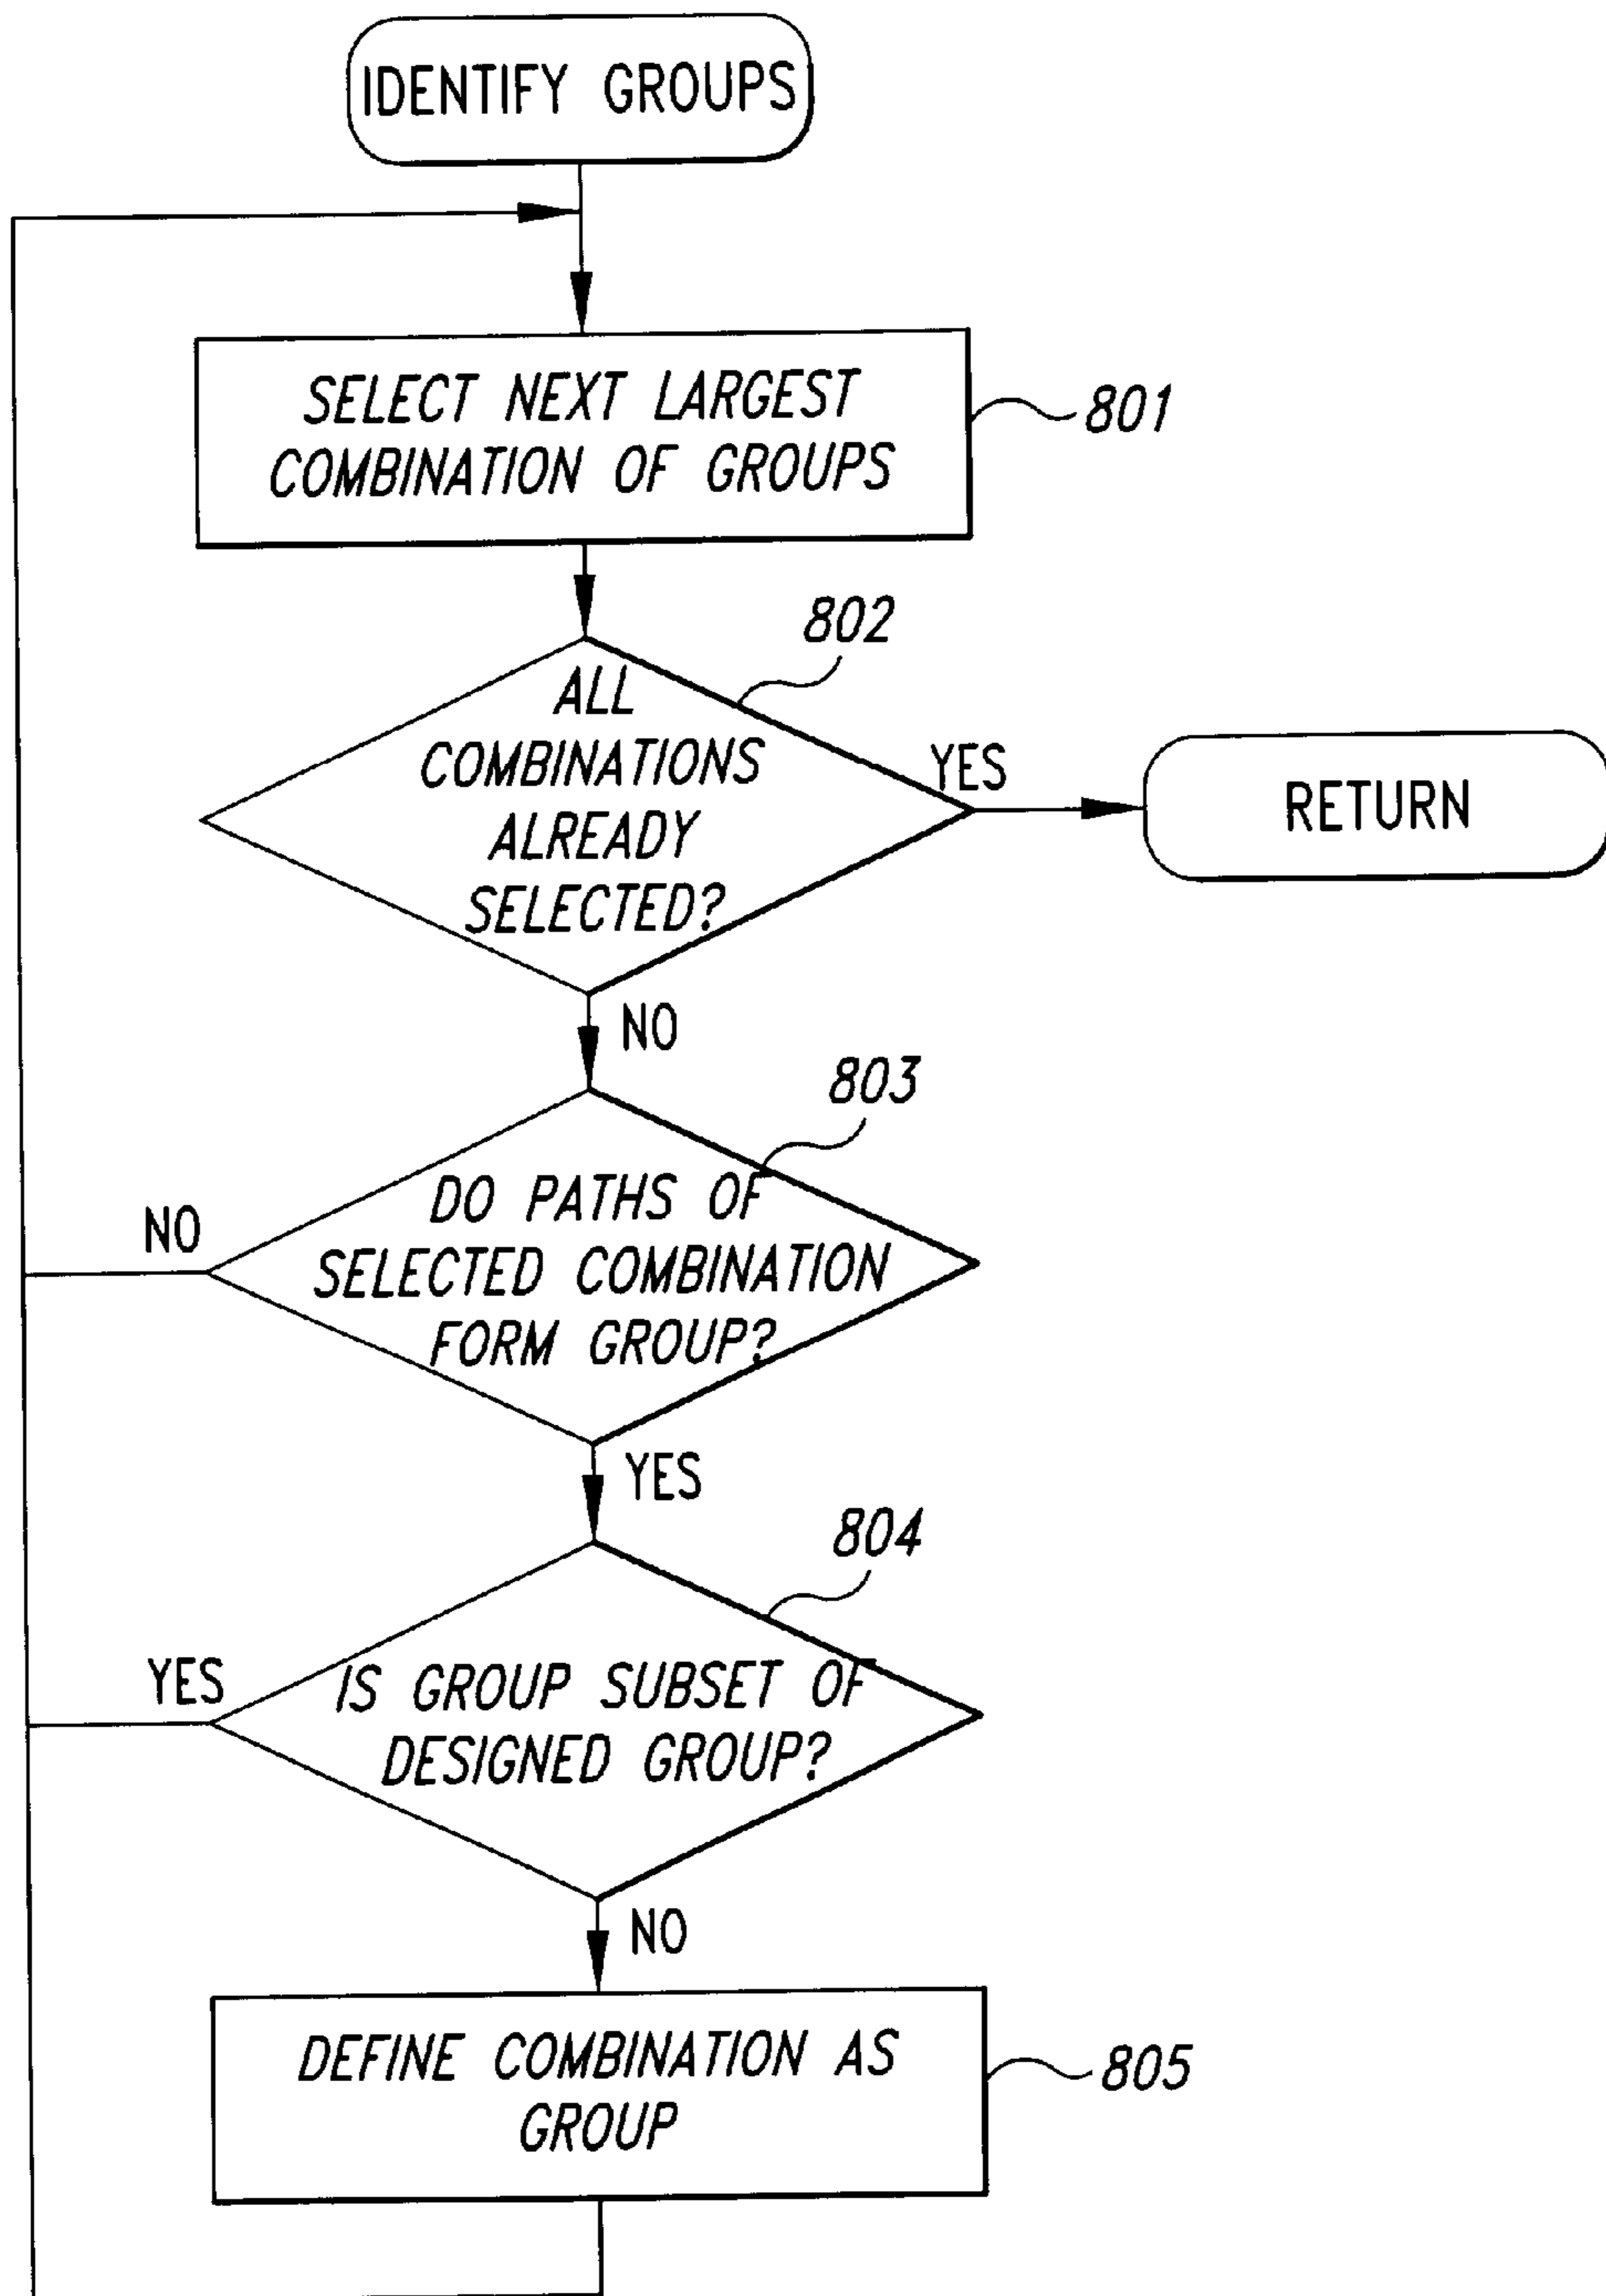 IDENTIFY GROUPS
SELECT NEXT LARGEST
COMBINATION OF GROUPS
801
802
ALL
COMBINATIONS
ALREADY
SELECTED?
YES
RETURN
NO
803
DO PATHS OF
SELECTED COMBINATION
FORM GROUP?
NO
YES
804
IS GROUP SUBSET OF
DESIGNED GROUP?
YES
NO
DEFINE COMBINATION AS
GROUP
805